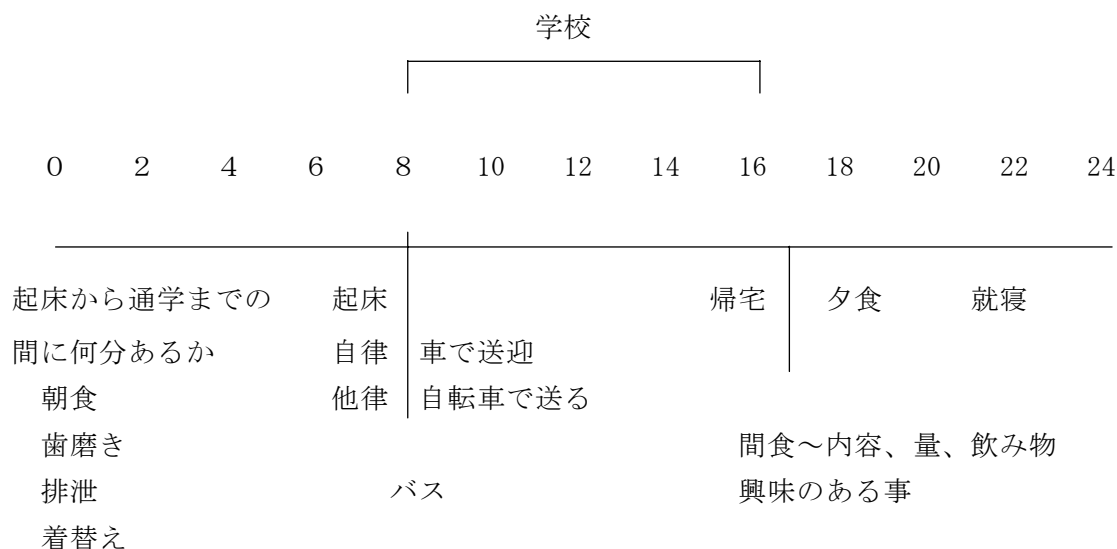 学校
0 2 4 6 8 10 12 14 16 18 20 22 24
起床から通学までの 起床 帰宅 夕食 就寝
間に何分あるか 自律 車で送迎
朝食 他律 自転車で送る
歯磨き 間食~内容、量、飲み物
排泄 バス 興味のある事
着替え